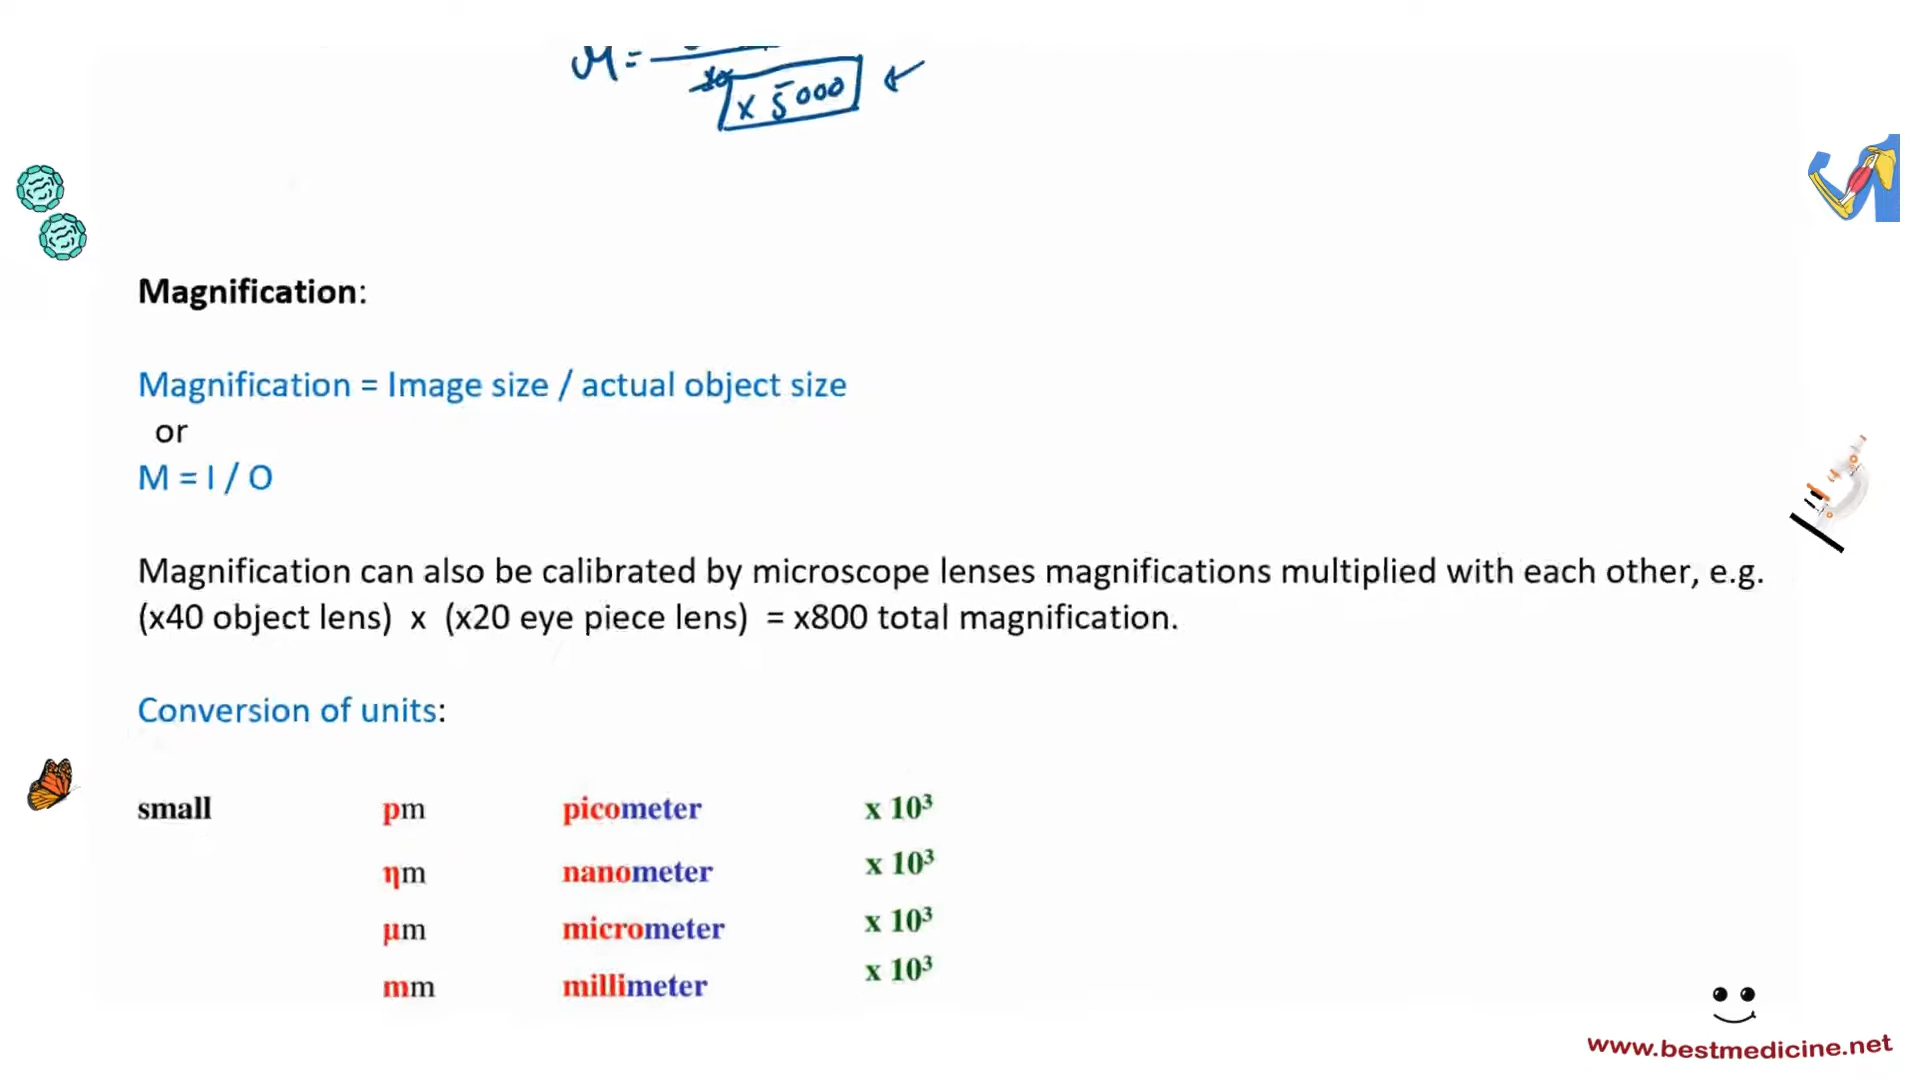 M =
x 5000
Magnification:
Magnification = Image size / actual object size
or
M = I / O
Magnification can also be calibrated by microscope lenses magnifications multiplied with each other, e.g.
(x40 object lens) x (x20 eye piece lens) = x800 total magnification.
Conversion of units:
small pm picometer x 10³
ηm nanometer x 10³
µm micrometer x 10³
mm millimeter x 10³
www.bestmedicine.net